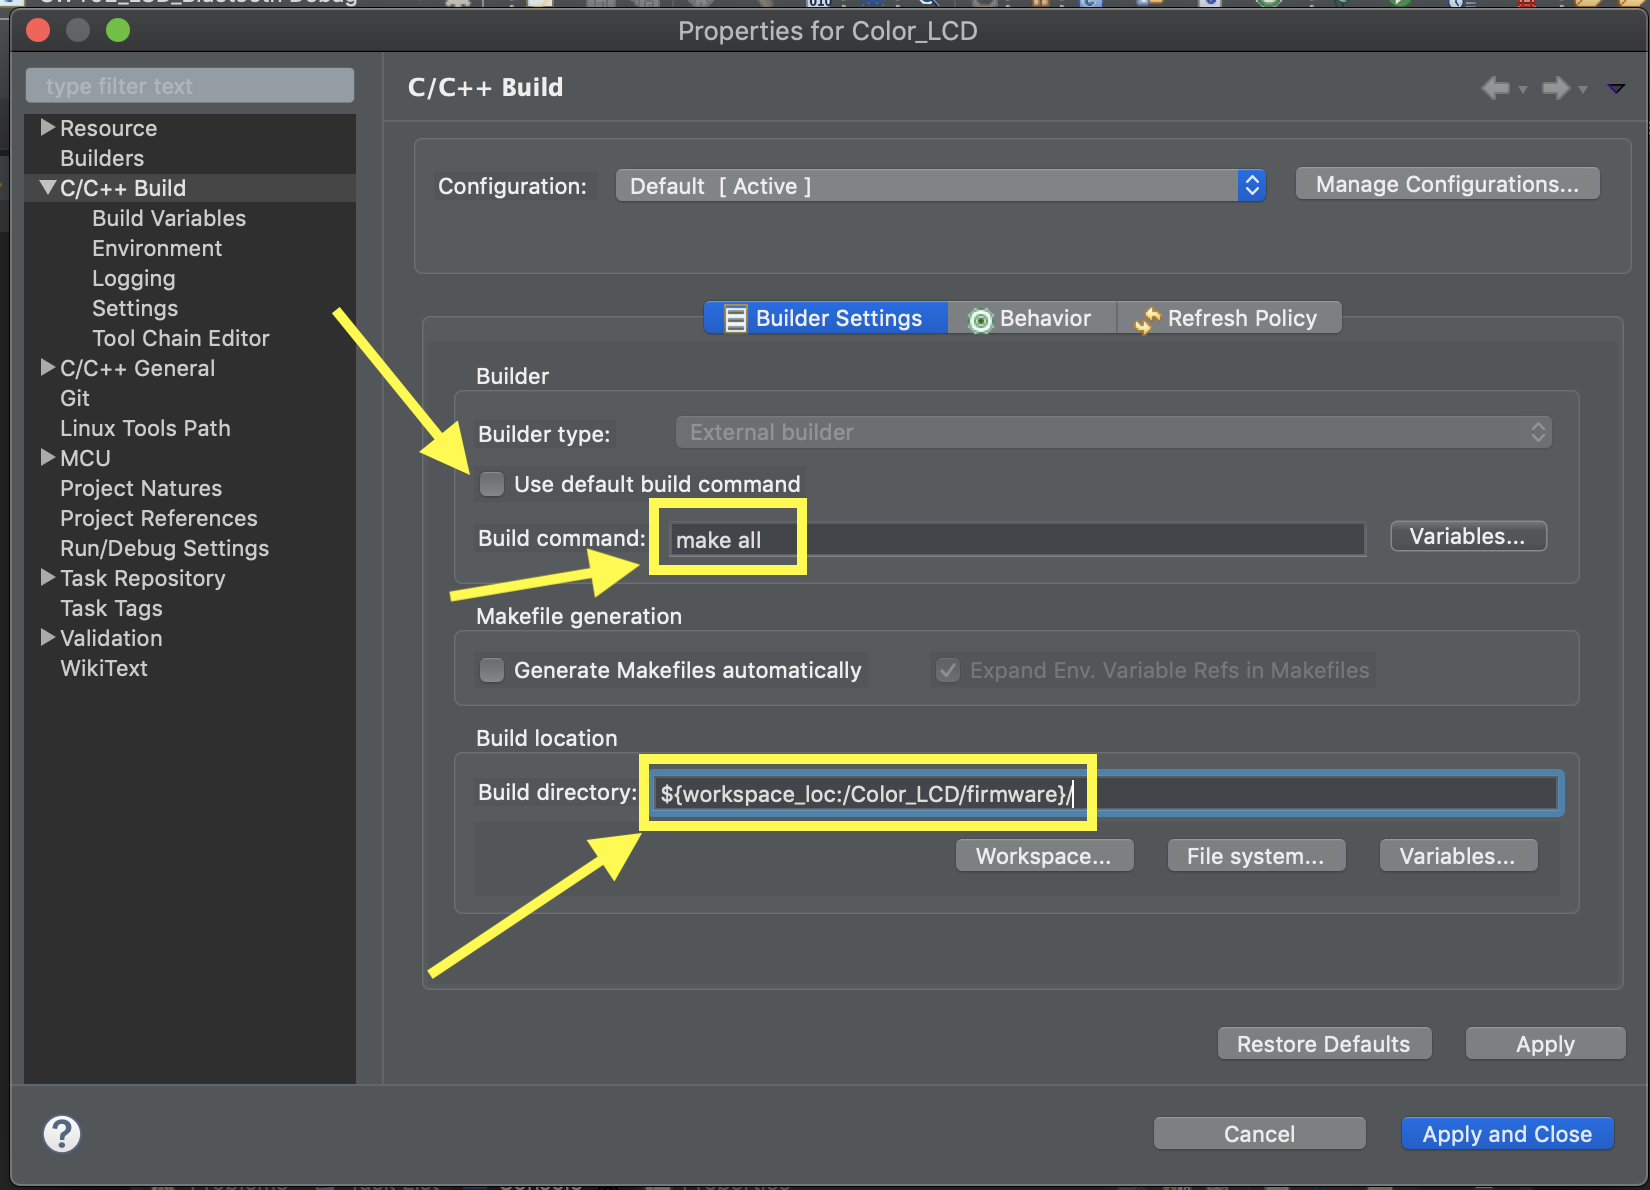 Properties for Color_LCD
type filter text
Resource
Builders
C/C++ Build
Build Variables
Environment
Logging
Settings
Tool Chain Editor
C/C++ General
Git
Linux Tools Path
MCU
Project Natures
Project References
Run/Debug Settings
Task Repository
Task Tags
Validation
WikiText
C/C++ Build
Configuration: Default [ Active ] Manage Configurations...
Builder Settings Behavior Refresh Policy
Builder
Builder type: External builder
Use default build command
Build command: make all Variables...
Makefile generation
Generate Makefiles automatically Expand Env. Variable Refs in Makefiles
Build location
Build directory: ${workspace_loc:/Color_LCD/firmware}/
Workspace... File system... Variables...
Restore Defaults Apply
? Cancel Apply and Close